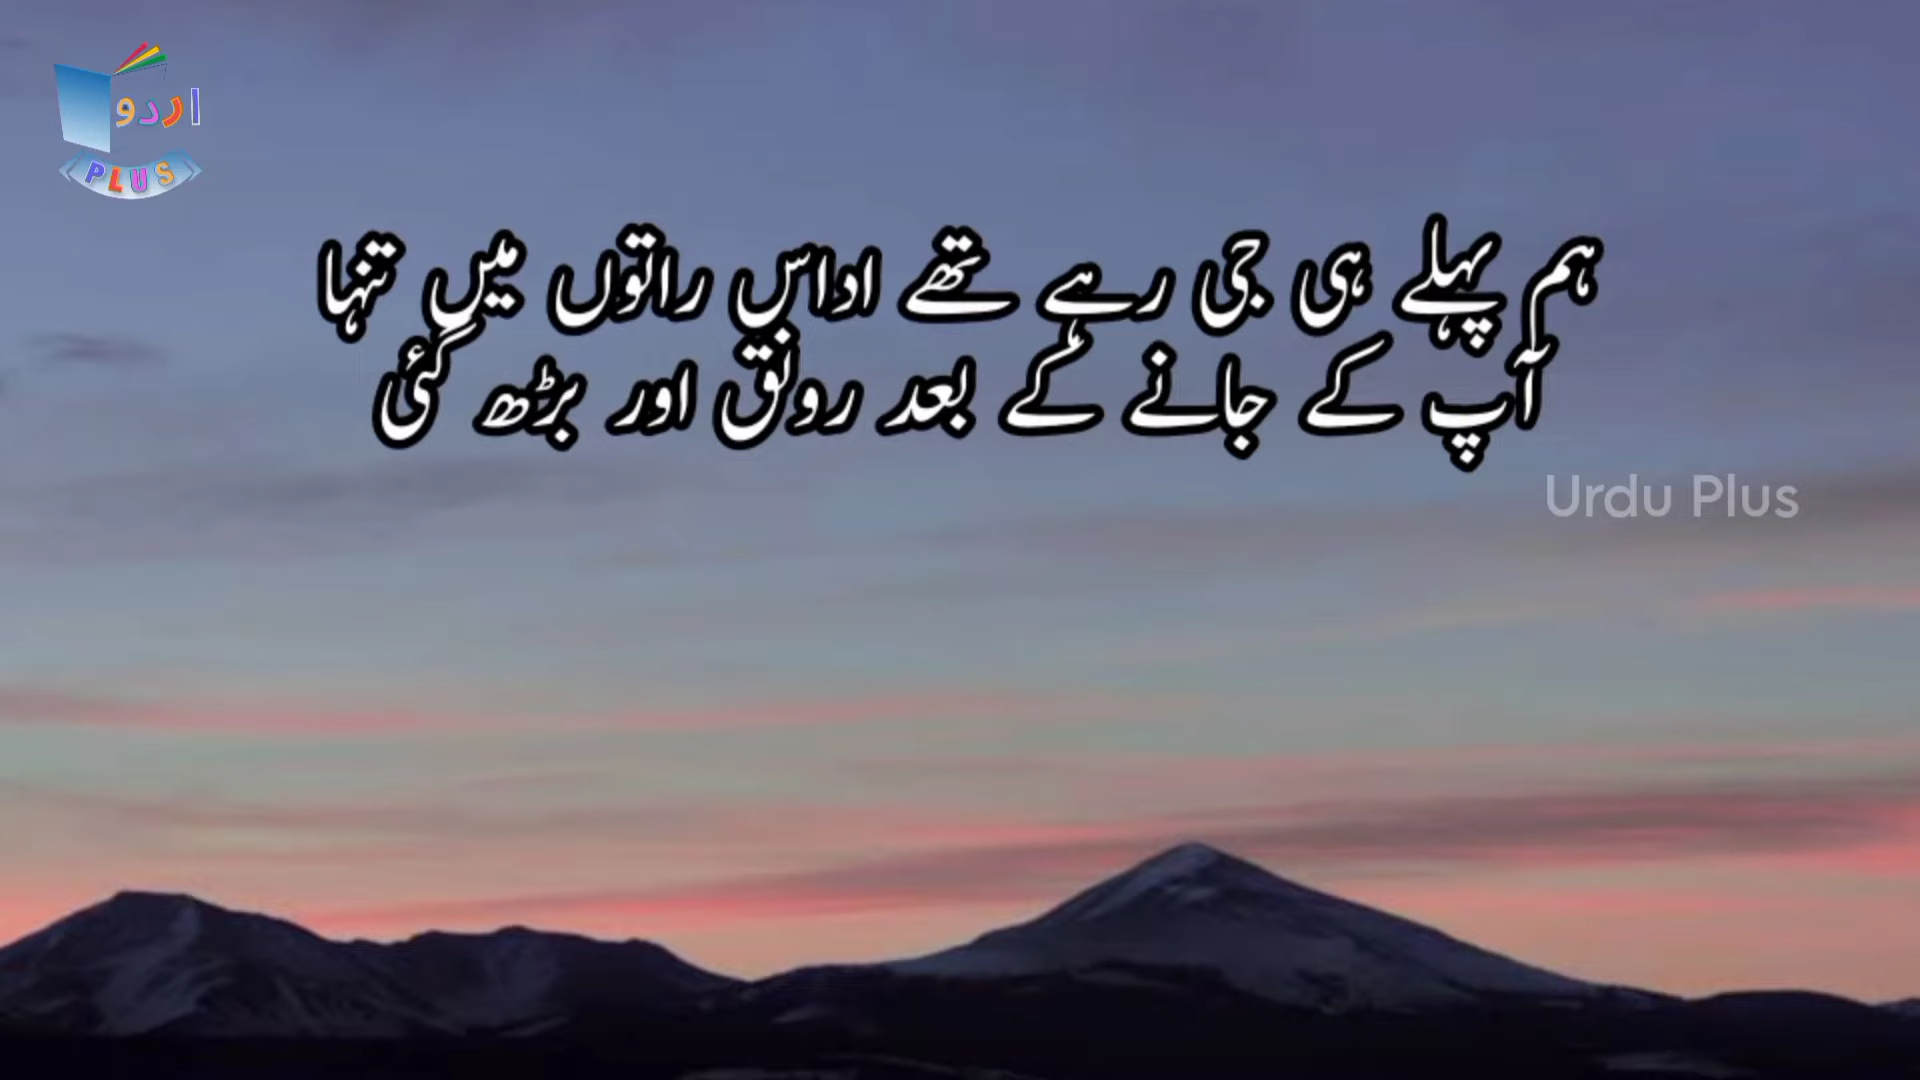 اردو
PLUS
ہم پہلے ہی جی رہے تھے اداس راتوں میں تنہا
آپ کے جانے کے بعد رونق اور بڑھ گئی
Urdu Plus